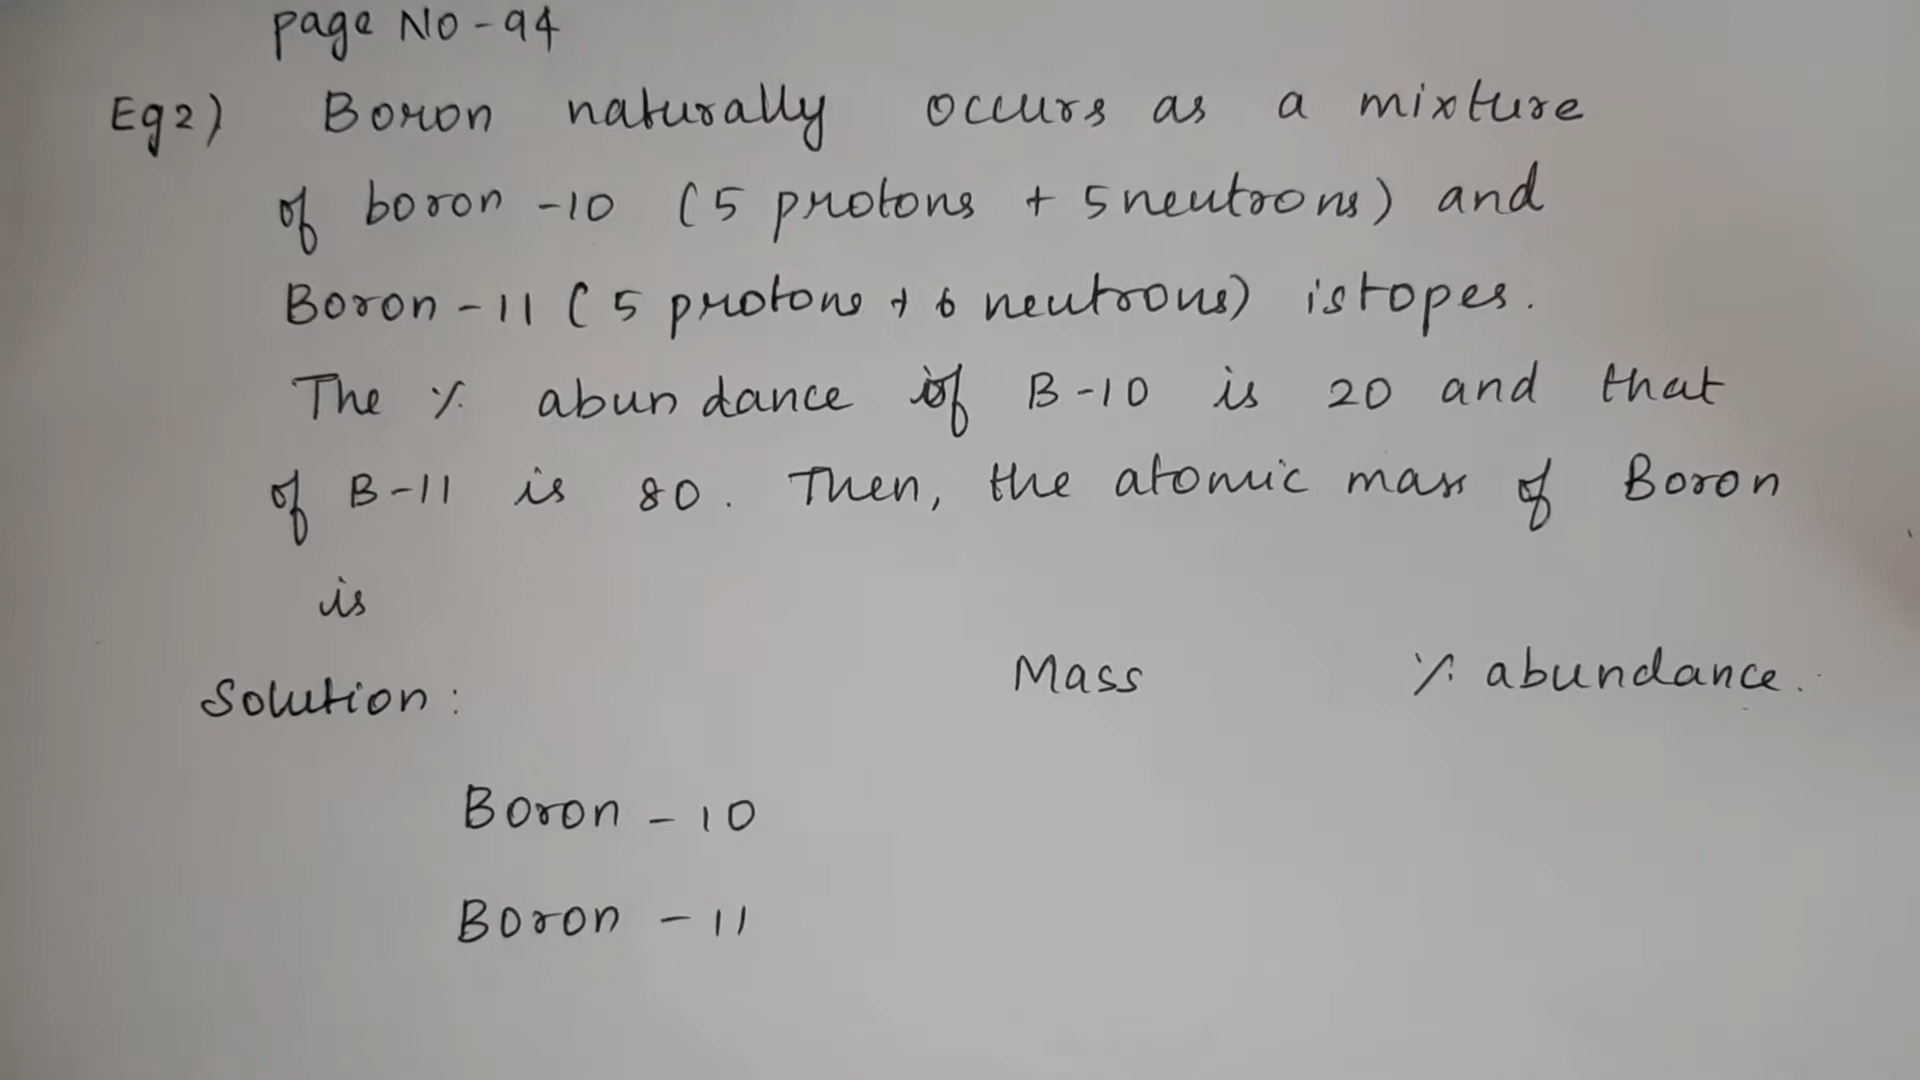 page No - 94
Eg2) Boron naturally occurs as a mixture
of boron -10 (5 protons + 5 neutrons) and
Boron - 11 (5 protons + 6 neutrons) istopes.
The % abundance of B-10 is 20 and that
of B-11 is 80. Then, the atomic mass of Boron
is
Solution: Mass % abundance.
Boron - 10
Boron - 11